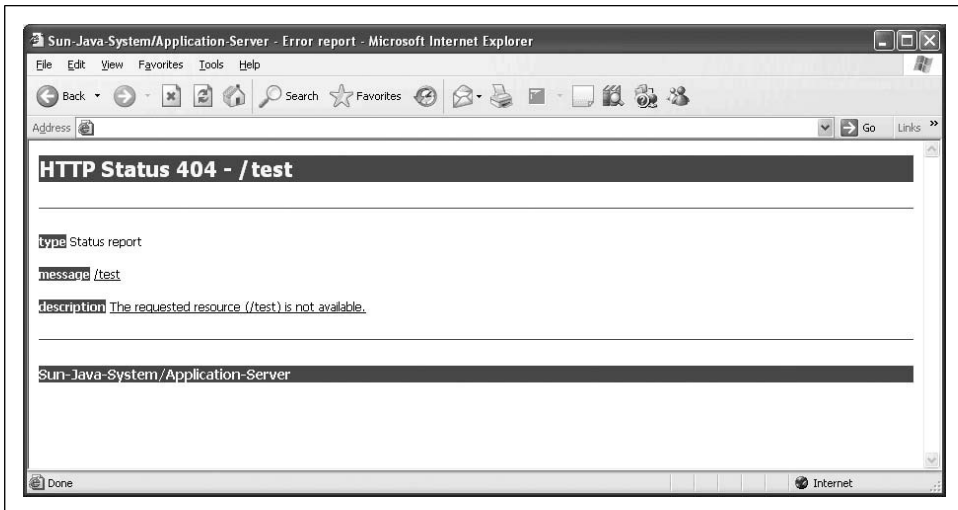 Sun-Java-System/Application-Server - Error report - Microsoft Internet Explorer
File Edit View Favorites Tools Help
Back Search Favorites
Address Go Links »
HTTP Status 404 - /test
type Status report
message /test
description The requested resource (/test) is not available.
Sun-Java-System/Application-Server
Done Internet